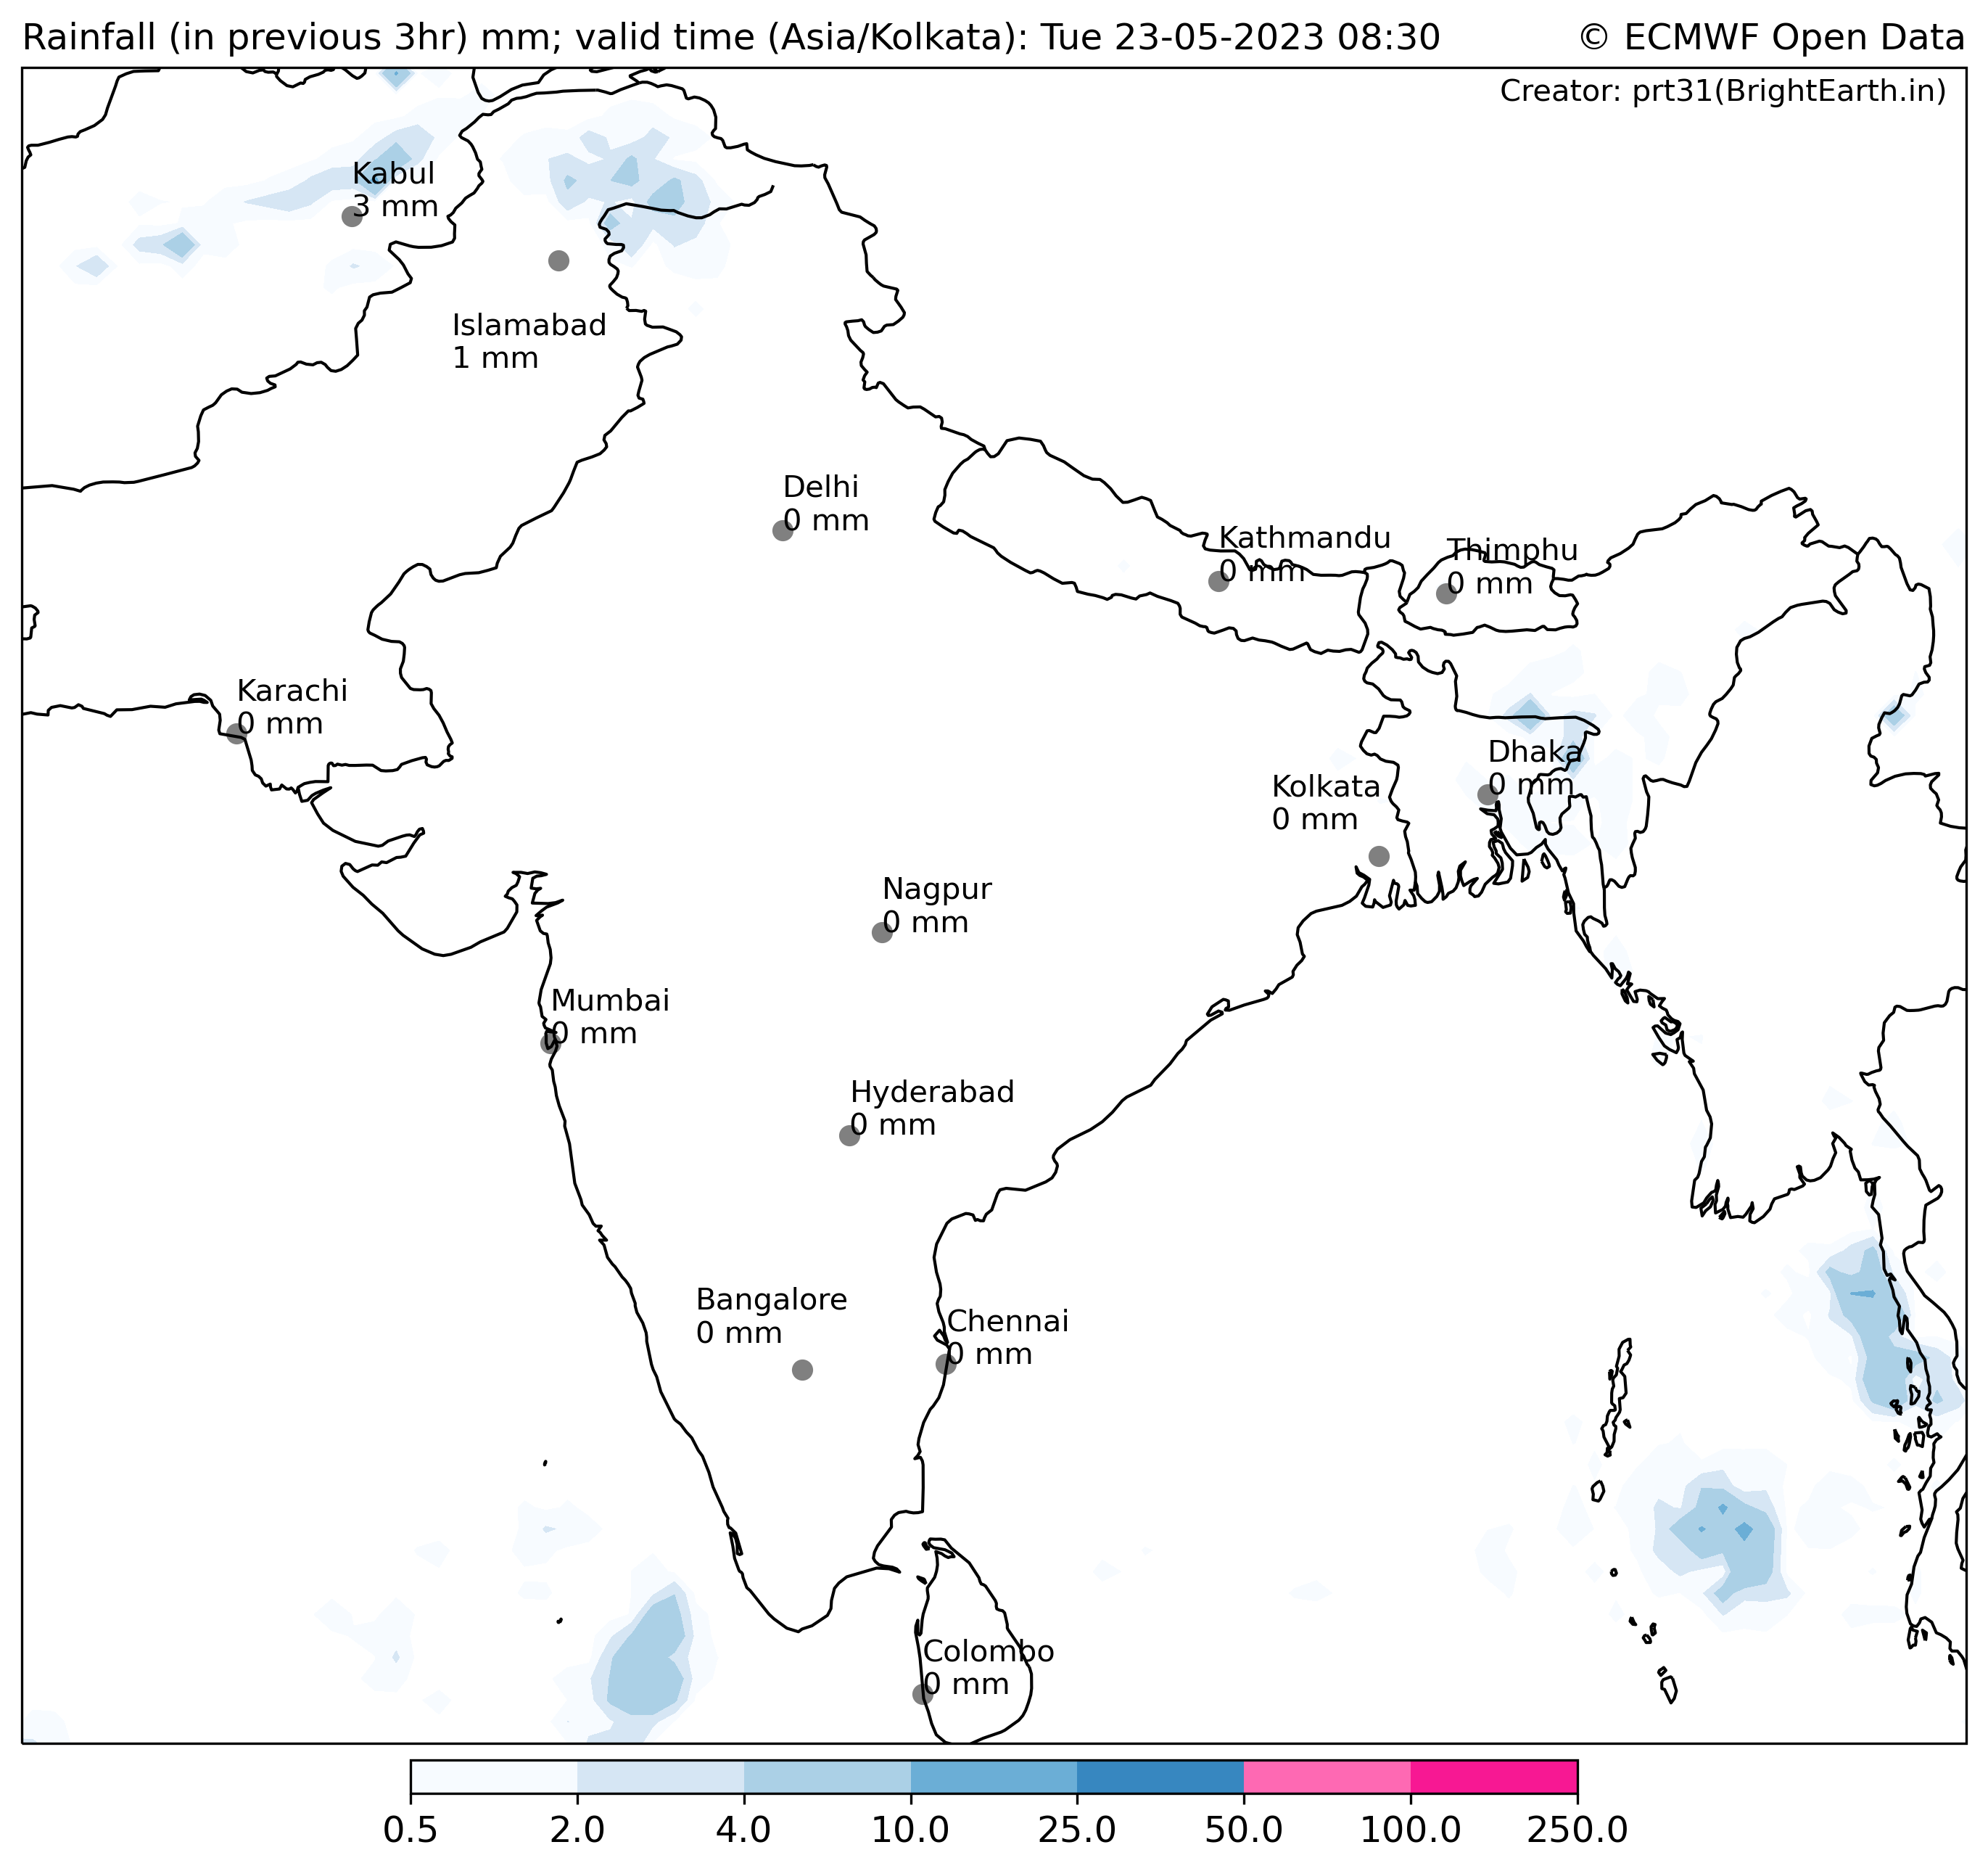 Rainfall (in previous 3hr) mm; valid time (Asia/Kolkata): Tue 23-05-2023 08:30
© ECMWF Open Data
Creator: prt31(BrightEarth.in)
Kabul
3 mm
Islamabad
1 mm
Delhi
0 mm
Kathmandu
0 mm
Thimphu
0 mm
Karachi
0 mm
Dhaka
0 mm
Kolkata
0 mm
Nagpur
0 mm
Mumbai
0 mm
Hyderabad
0 mm
Bangalore
0 mm
Chennai
0 mm
Colombo
0 mm
0.5 2.0 4.0 10.0 25.0 50.0 100.0 250.0